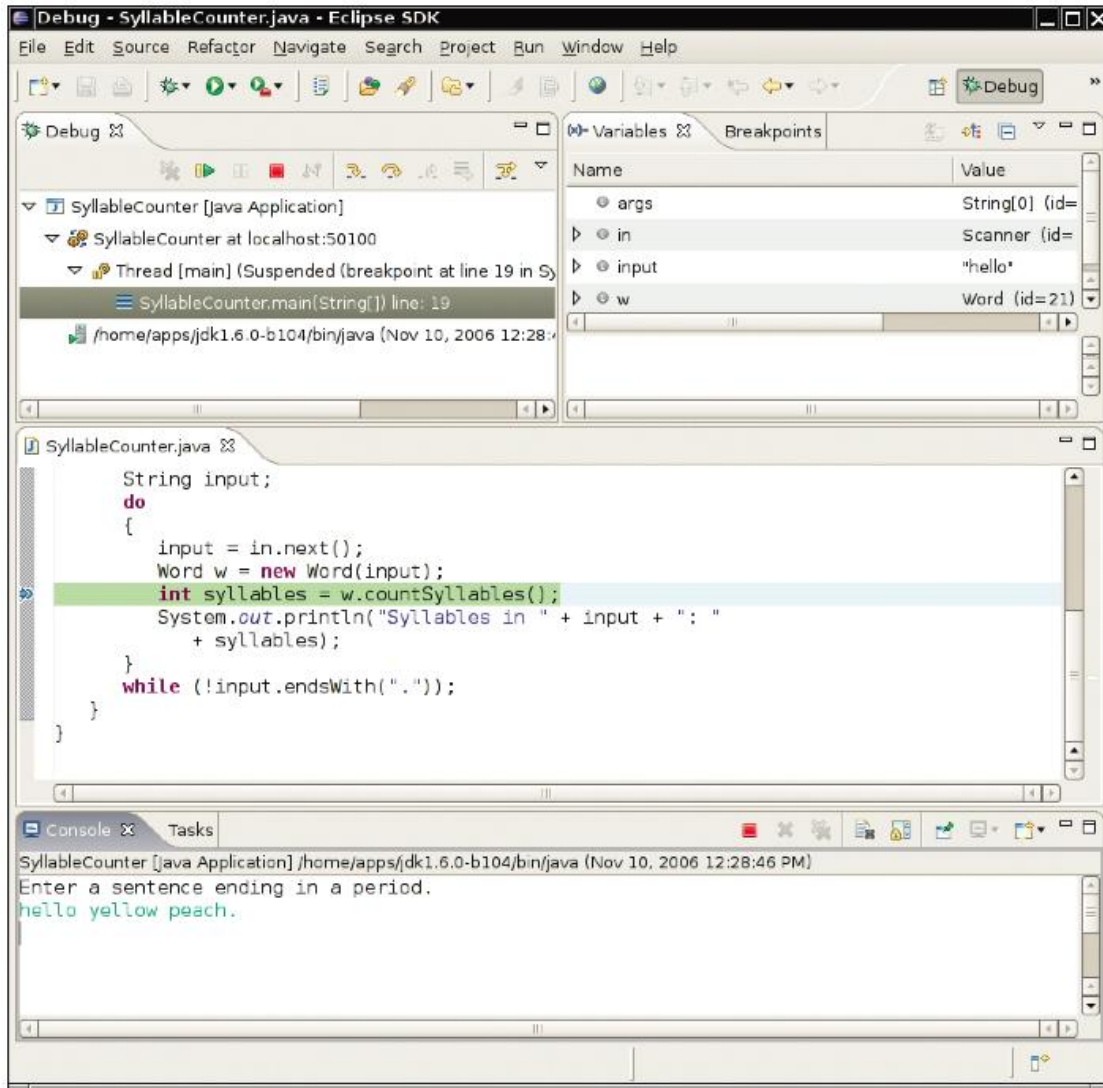 Debug - SyllableCounter.java - Eclipse SDK
File Edit Source Refactor Navigate Search Project Run Window Help
Debug
Debug
Variables Breakpoints
Name Value
SyllableCounter [Java Application]
args String[0] (id=
SyllableCounter at localhost:50100
in Scanner (id=
Thread [main] (Suspended (breakpoint at line 19 in Sy
input "hello"
SyllableCounter.main(String[]) line: 19
w Word (id=21)
/home/apps/jdk1.6.0-b104/bin/java (Nov 10, 2006 12:28:4
SyllableCounter.java
String input;
do
{
input = in.next();
Word w = new Word(input);
int syllables = w.countSyllables();
System.out.println("Syllables in " + input + ": "
+ syllables);
}
while (!input.endsWith("."));
}
}
Console Tasks
SyllableCounter [Java Application] /home/apps/jdk1.6.0-b104/bin/java (Nov 10, 2006 12:28:46 PM)
Enter a sentence ending in a period.
hello yellow peach.